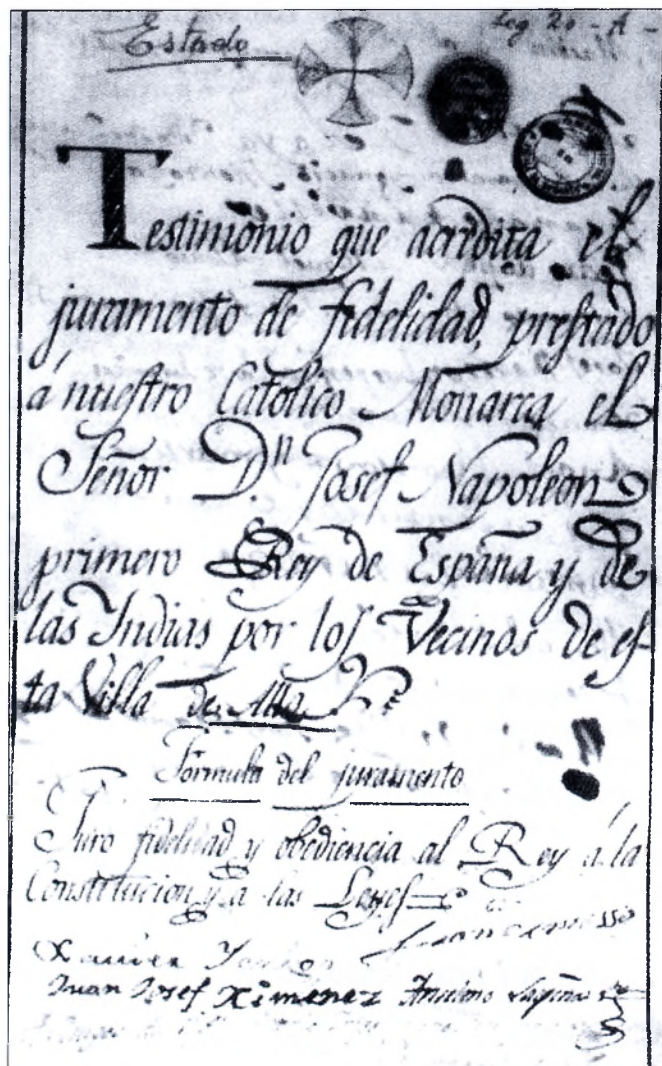 Estado
Leg 20 - A -
Testimonio que acredita el
juramento de fidelidad, prestado
á nuestro Catolico Monarca el
Señor Dn Josef Napoleon
primero Rey de España y de
las Indias por los Vecinos de es-
ta Villa de
Formula del juramento
Juro fidelidad y obediencia al Rey á la
Constitucion y á las Leyes
Xavier
Juan Josef Ximenez